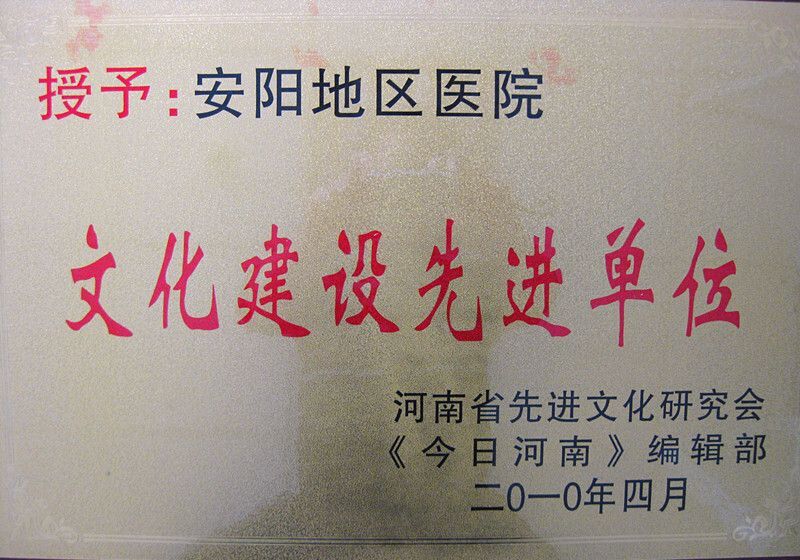 授予:安阳地区医院
文化建设先进单位
河南省先进文化研究会
《今日河南》编辑部
二0一0年四月